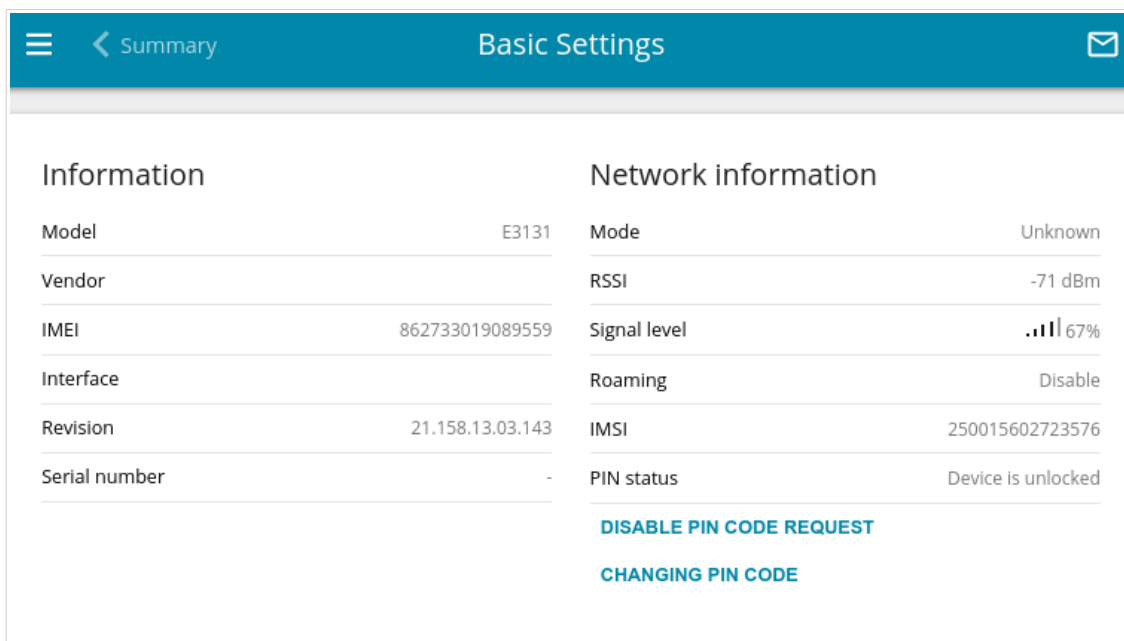 Summary
Basic Settings
Information
Model E3131
Vendor
IMEI 862733019089559
Interface
Revision 21.158.13.03.143
Serial number -
Network information
Mode Unknown
RSSI -71 dBm
Signal level 67%
Roaming Disable
IMSI 250015602723576
PIN status Device is unlocked
DISABLE PIN CODE REQUEST
CHANGING PIN CODE